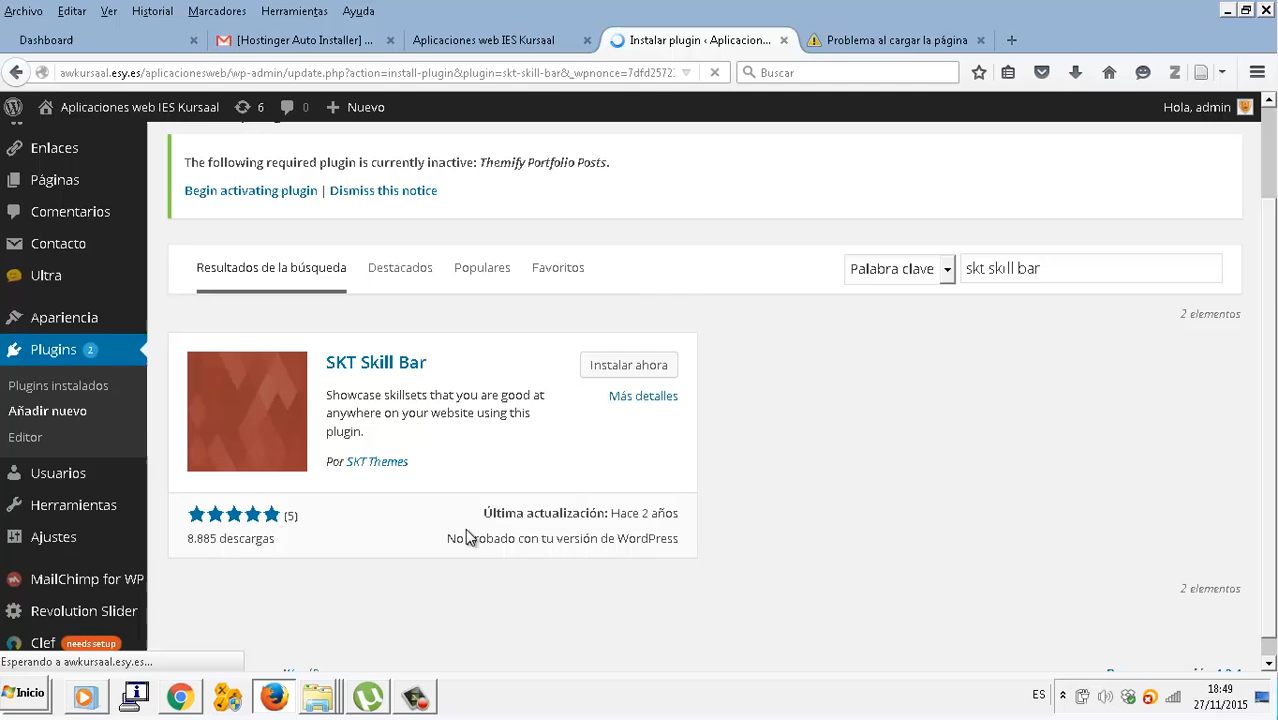 Archivo Editar Ver Historial Marcadores Herramientas Ayuda
Dashboard × [Hostinger Auto Installer] ... × Aplicaciones web IES Kursaal × Instalar plugin ‹ Aplicacion... × Problema al cargar la página × +
awkursaal.esy.es/aplicacionesweb/wp-admin/update.php?action=install-plugin&plugin=skt-skill-bar&_wpnonce=7dfd2572 Buscar
Aplicaciones web IES Kursaal 6 0 + Nuevo Hola, admin
Enlaces
Páginas
Comentarios
Contacto
Ultra
Apariencia
Plugins 2
Plugins instalados
Añadir nuevo
Editor
Usuarios
Herramientas
Ajustes
MailChimp for WP
Revolution Slider
Clef needs setup
The following required plugin is currently inactive: Themify Portfolio Posts.
Begin activating plugin | Dismiss this notice
Resultados de la búsqueda Destacados Populares Favoritos Palabra clave skt skill bar
2 elementos
SKT Skill Bar Instalar ahora
Más detalles
Showcase skillsets that you are good at
anywhere on your website using this
plugin.
Por SKT Themes
(5) Última actualización: Hace 2 años
8.885 descargas No probado con tu versión de WordPress
2 elementos
Esperando a awkursaal.esy.es...
Inicio ES 18:49
27/11/2015